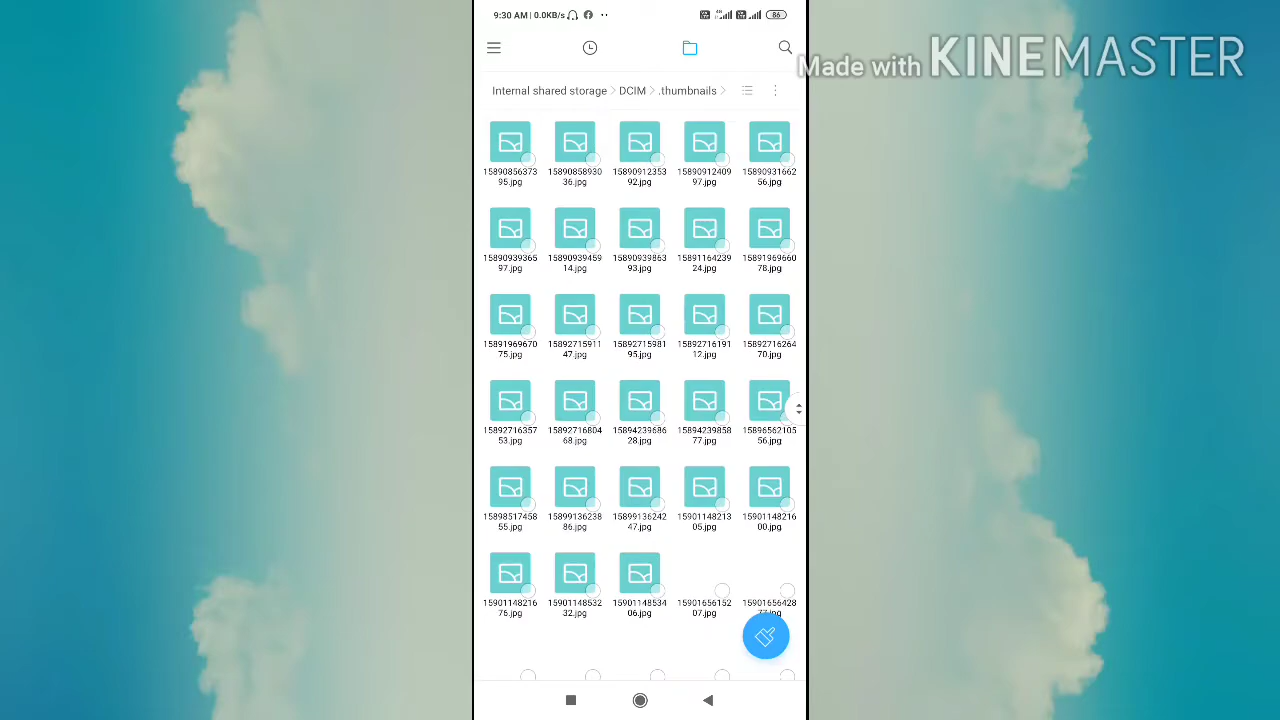 9:30 AM | 0.0KB/s
4G
86
Made with KINEMASTER
Internal shared storage > DCIM > .thumbnails >
15890856373 15890858930 15890912353 15890912409 15890931662
95.jpg 36.jpg 92.jpg 97.jpg 56.jpg
15890939365 15890939459 15890939863 15891164239 15891969660
97.jpg 14.jpg 93.jpg 24.jpg 78.jpg
15891969670 15892715911 15892715981 15892716191 15892716264
75.jpg 47.jpg 95.jpg 12.jpg 70.jpg
15892716357 15892716804 15894239686 15894239858 15896562105
53.jpg 68.jpg 28.jpg 77.jpg 56.jpg
15898517458 15899136238 15899136242 15901148213 15901148216
55.jpg 86.jpg 47.jpg 05.jpg 00.jpg
15901148216 15901148532 15901148534 15901656152 15901656428
76.jpg 32.jpg 06.jpg 07.jpg 77.jpg